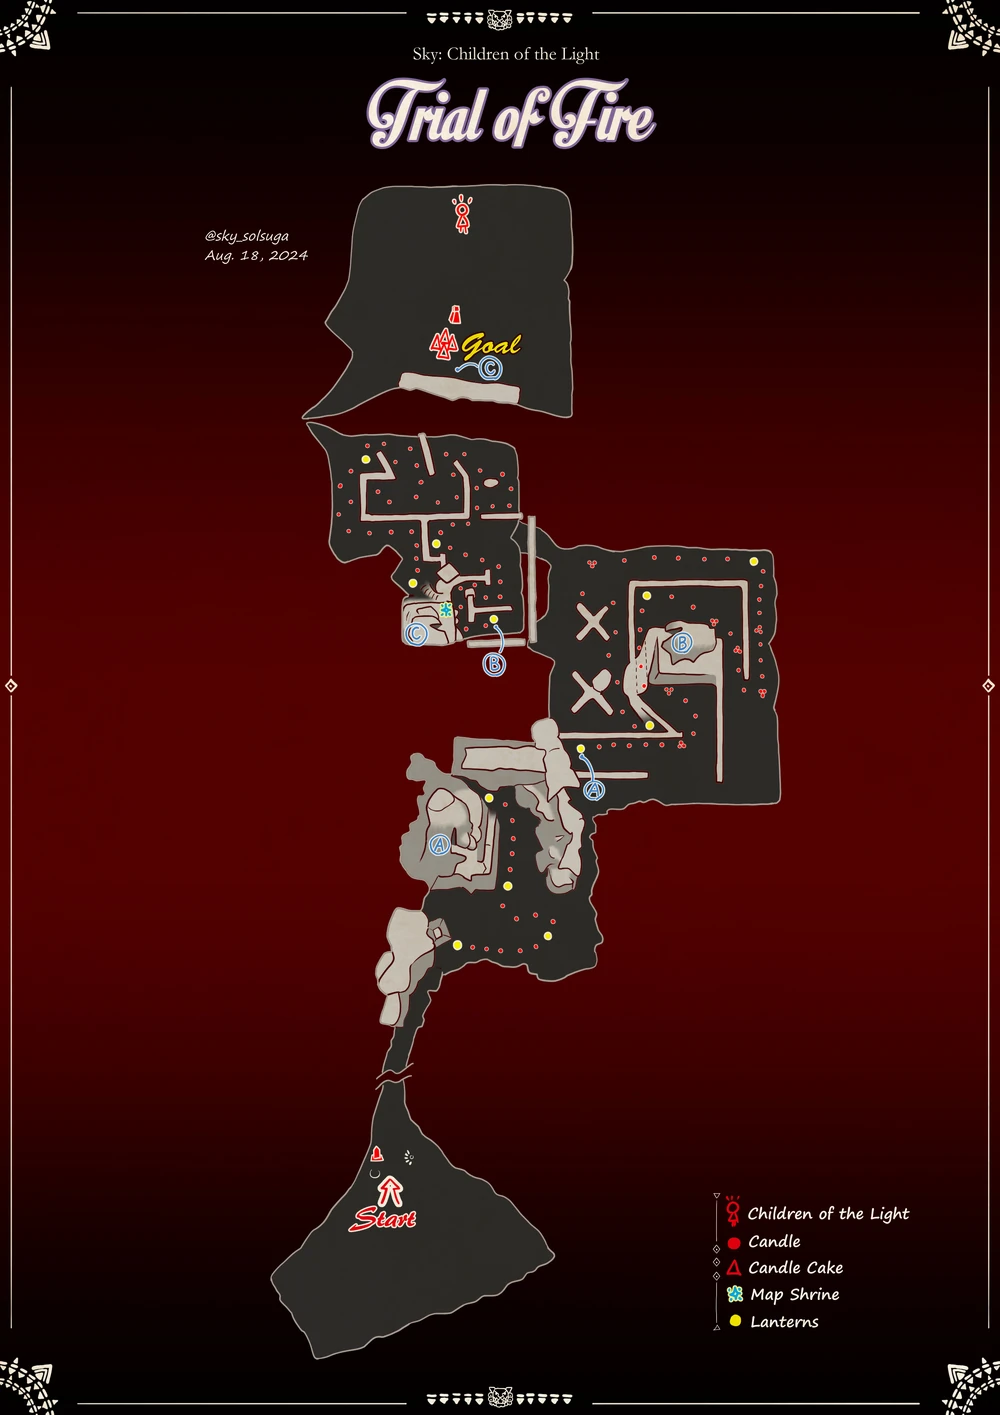 Sky: Children of the Light
Trial of Fire
@sky_solsuga
Aug. 18, 2024
Goal
C
C
B
B
A
A
Start
Children of the Light
Candle
Candle Cake
Map Shrine
Lanterns